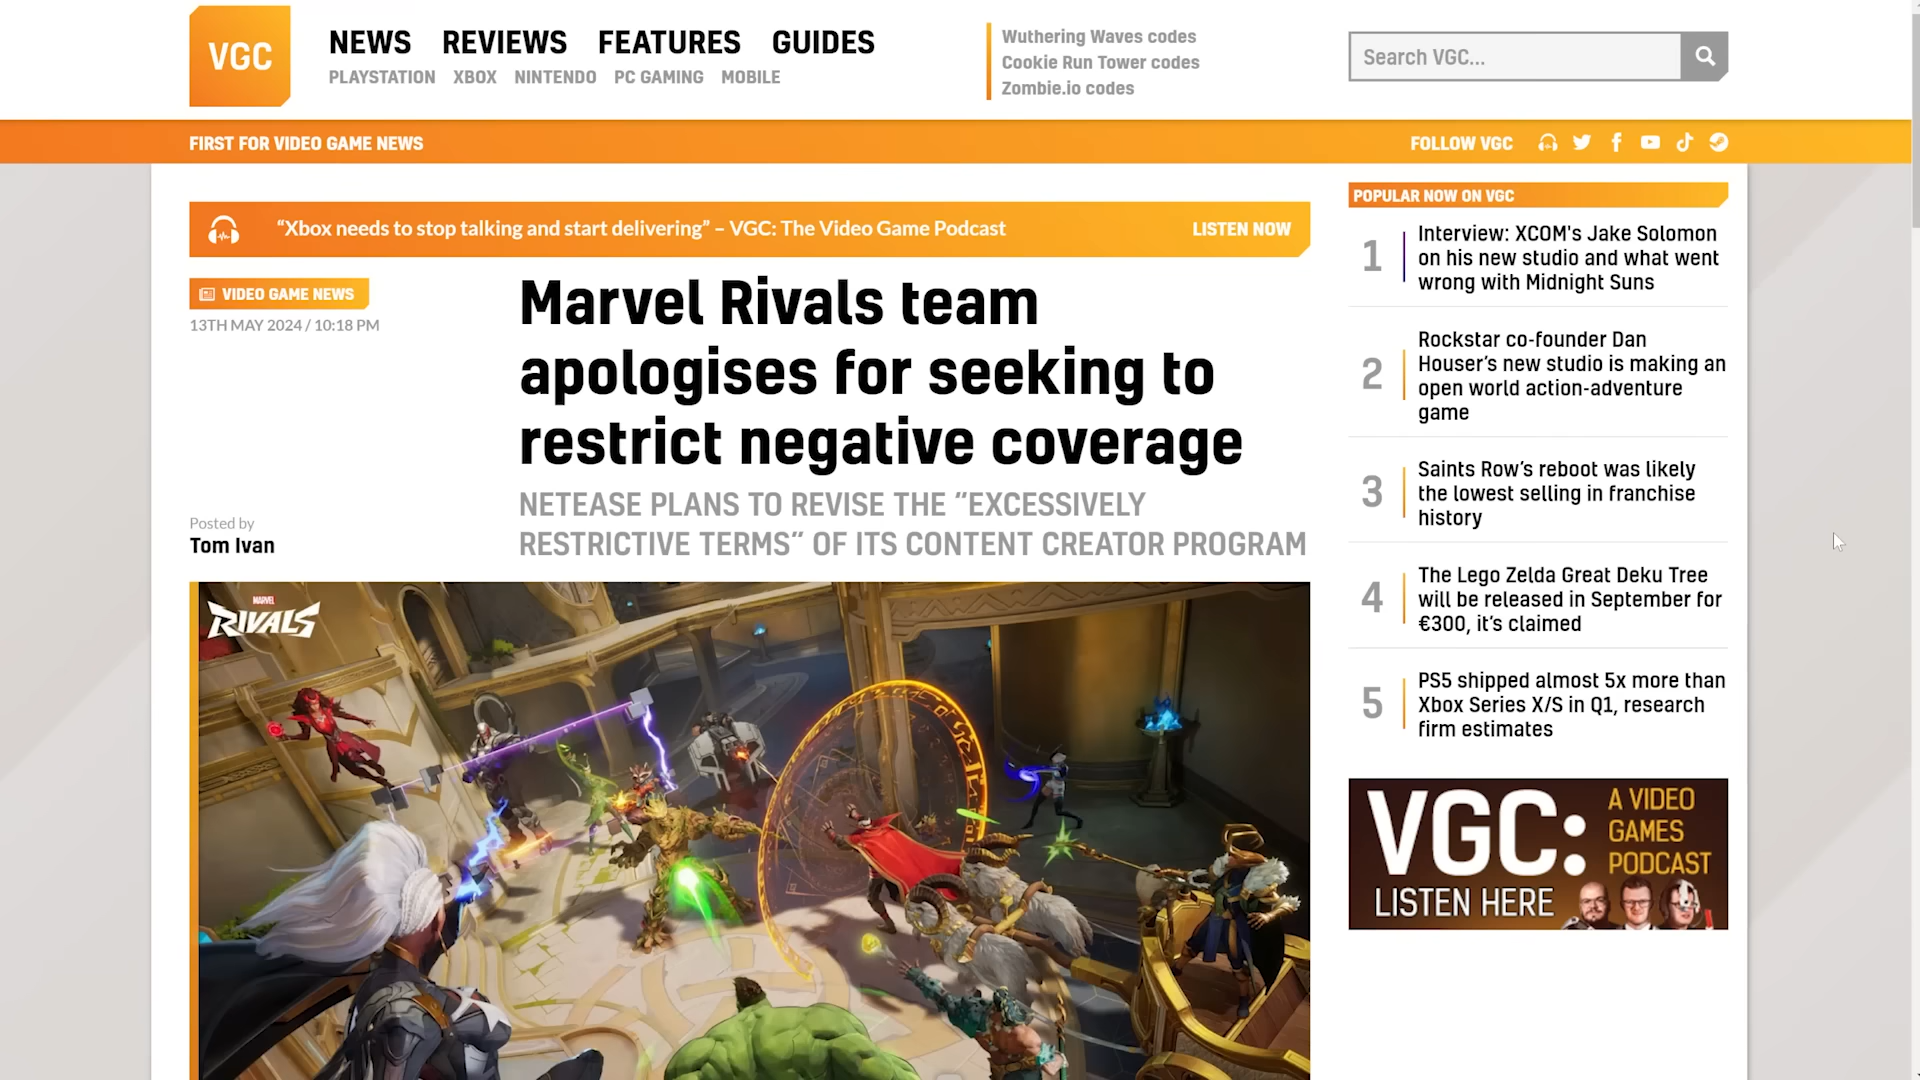 VGC
NEWS REVIEWS FEATURES GUIDES
PLAYSTATION XBOX NINTENDO PC GAMING MOBILE
Wuthering Waves codes
Cookie Run Tower codes
Zombie.io codes
Search VGC...
FIRST FOR VIDEO GAME NEWS
FOLLOW VGC
“Xbox needs to stop talking and start delivering” – VGC: The Video Game Podcast
LISTEN NOW
VIDEO GAME NEWS
13TH MAY 2024 / 10:18 PM
Marvel Rivals team
apologises for seeking to
restrict negative coverage
NETEASE PLANS TO REVISE THE “EXCESSIVELY
RESTRICTIVE TERMS” OF ITS CONTENT CREATOR PROGRAM
Posted by
Tom Ivan
MARVEL
RIVALS
POPULAR NOW ON VGC
1
Interview: XCOM's Jake Solomon
on his new studio and what went
wrong with Midnight Suns
2
Rockstar co-founder Dan
Houser’s new studio is making an
open world action-adventure
game
3
Saints Row’s reboot was likely
the lowest selling in franchise
history
4
The Lego Zelda Great Deku Tree
will be released in September for
€300, it’s claimed
5
PS5 shipped almost 5x more than
Xbox Series X/S in Q1, research
firm estimates
VGC:
A VIDEO
GAMES
PODCAST
LISTEN HERE